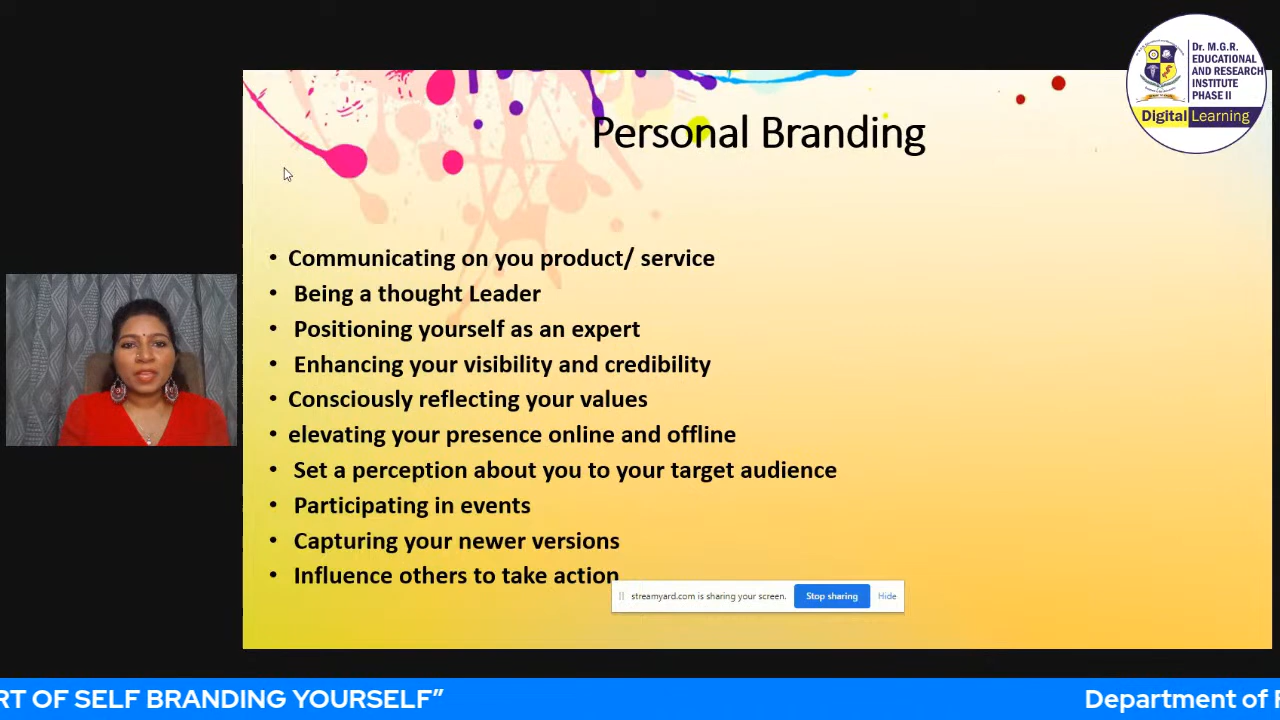 Dr. M.G.R.
EDUCATIONAL
AND RESEARCH
INSTITUTE
PHASE II
Digital Learning
Personal Branding
• Communicating on you product/ service
• Being a thought Leader
• Positioning yourself as an expert
• Enhancing your visibility and credibility
• Consciously reflecting your values
• elevating your presence online and offline
• Set a perception about you to your target audience
• Participating in events
• Capturing your newer versions
• Influence others to take action
streamyard.com is sharing your screen.
Stop sharing
Hide
RT OF SELF BRANDING YOURSELF”
Department of